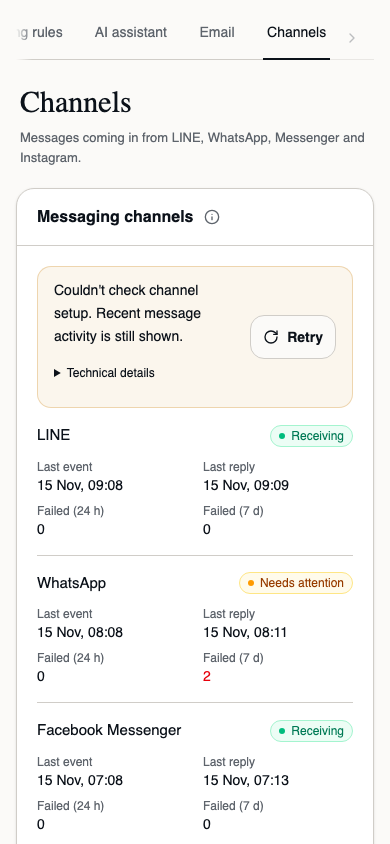 rules
AI assistant
Email
Channels
Channels
Messages coming in from LINE, WhatsApp, Messenger and
Instagram.
Messaging channels
Couldn't check channel
setup. Recent message
activity is still shown.
Retry
Technical details
LINE
Receiving
Last event
Last reply
15 Nov, 09:08
15 Nov, 09:09
Failed (24 h)
Failed (7 d)
0
0
WhatsApp
Needs attention
Last event
Last reply
15 Nov, 08:08
15 Nov, 08:11
Failed (24 h)
Failed (7 d)
0
2
Facebook Messenger
Receiving
Last event
Last reply
15 Nov, 07:08
15 Nov, 07:13
Failed (24 h)
Failed (7 d)
0
0